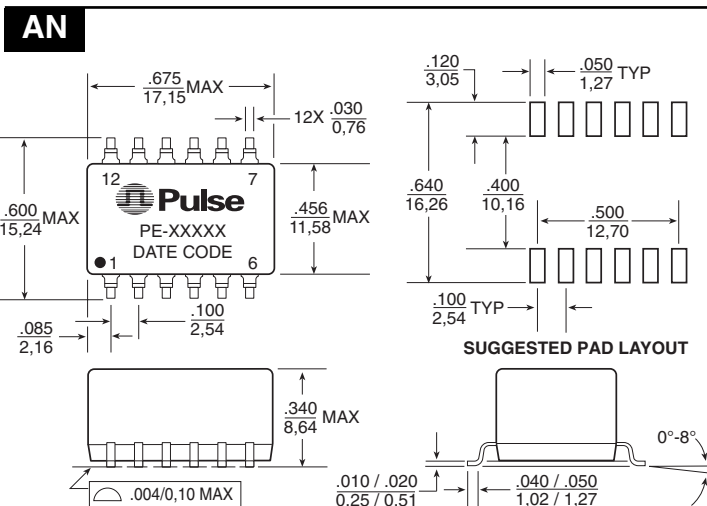 AN
.675
17,15 MAX
12X .030
0,76
12
7
Pulse
PE-XXXXX
DATE CODE
1
6
.600
15,24 MAX
.456
11,58 MAX
.085
2,16
.100
2,54
.120
3,05
.050
1,27 TYP
.640
16,26
.400
10,16
.500
12,70
.100
2,54 TYP
SUGGESTED PAD LAYOUT
.340
8,64 MAX
.004/0,10 MAX
0°-8°
.010 / .020
0,25 / 0,51
.040 / .050
1,02 / 1,27